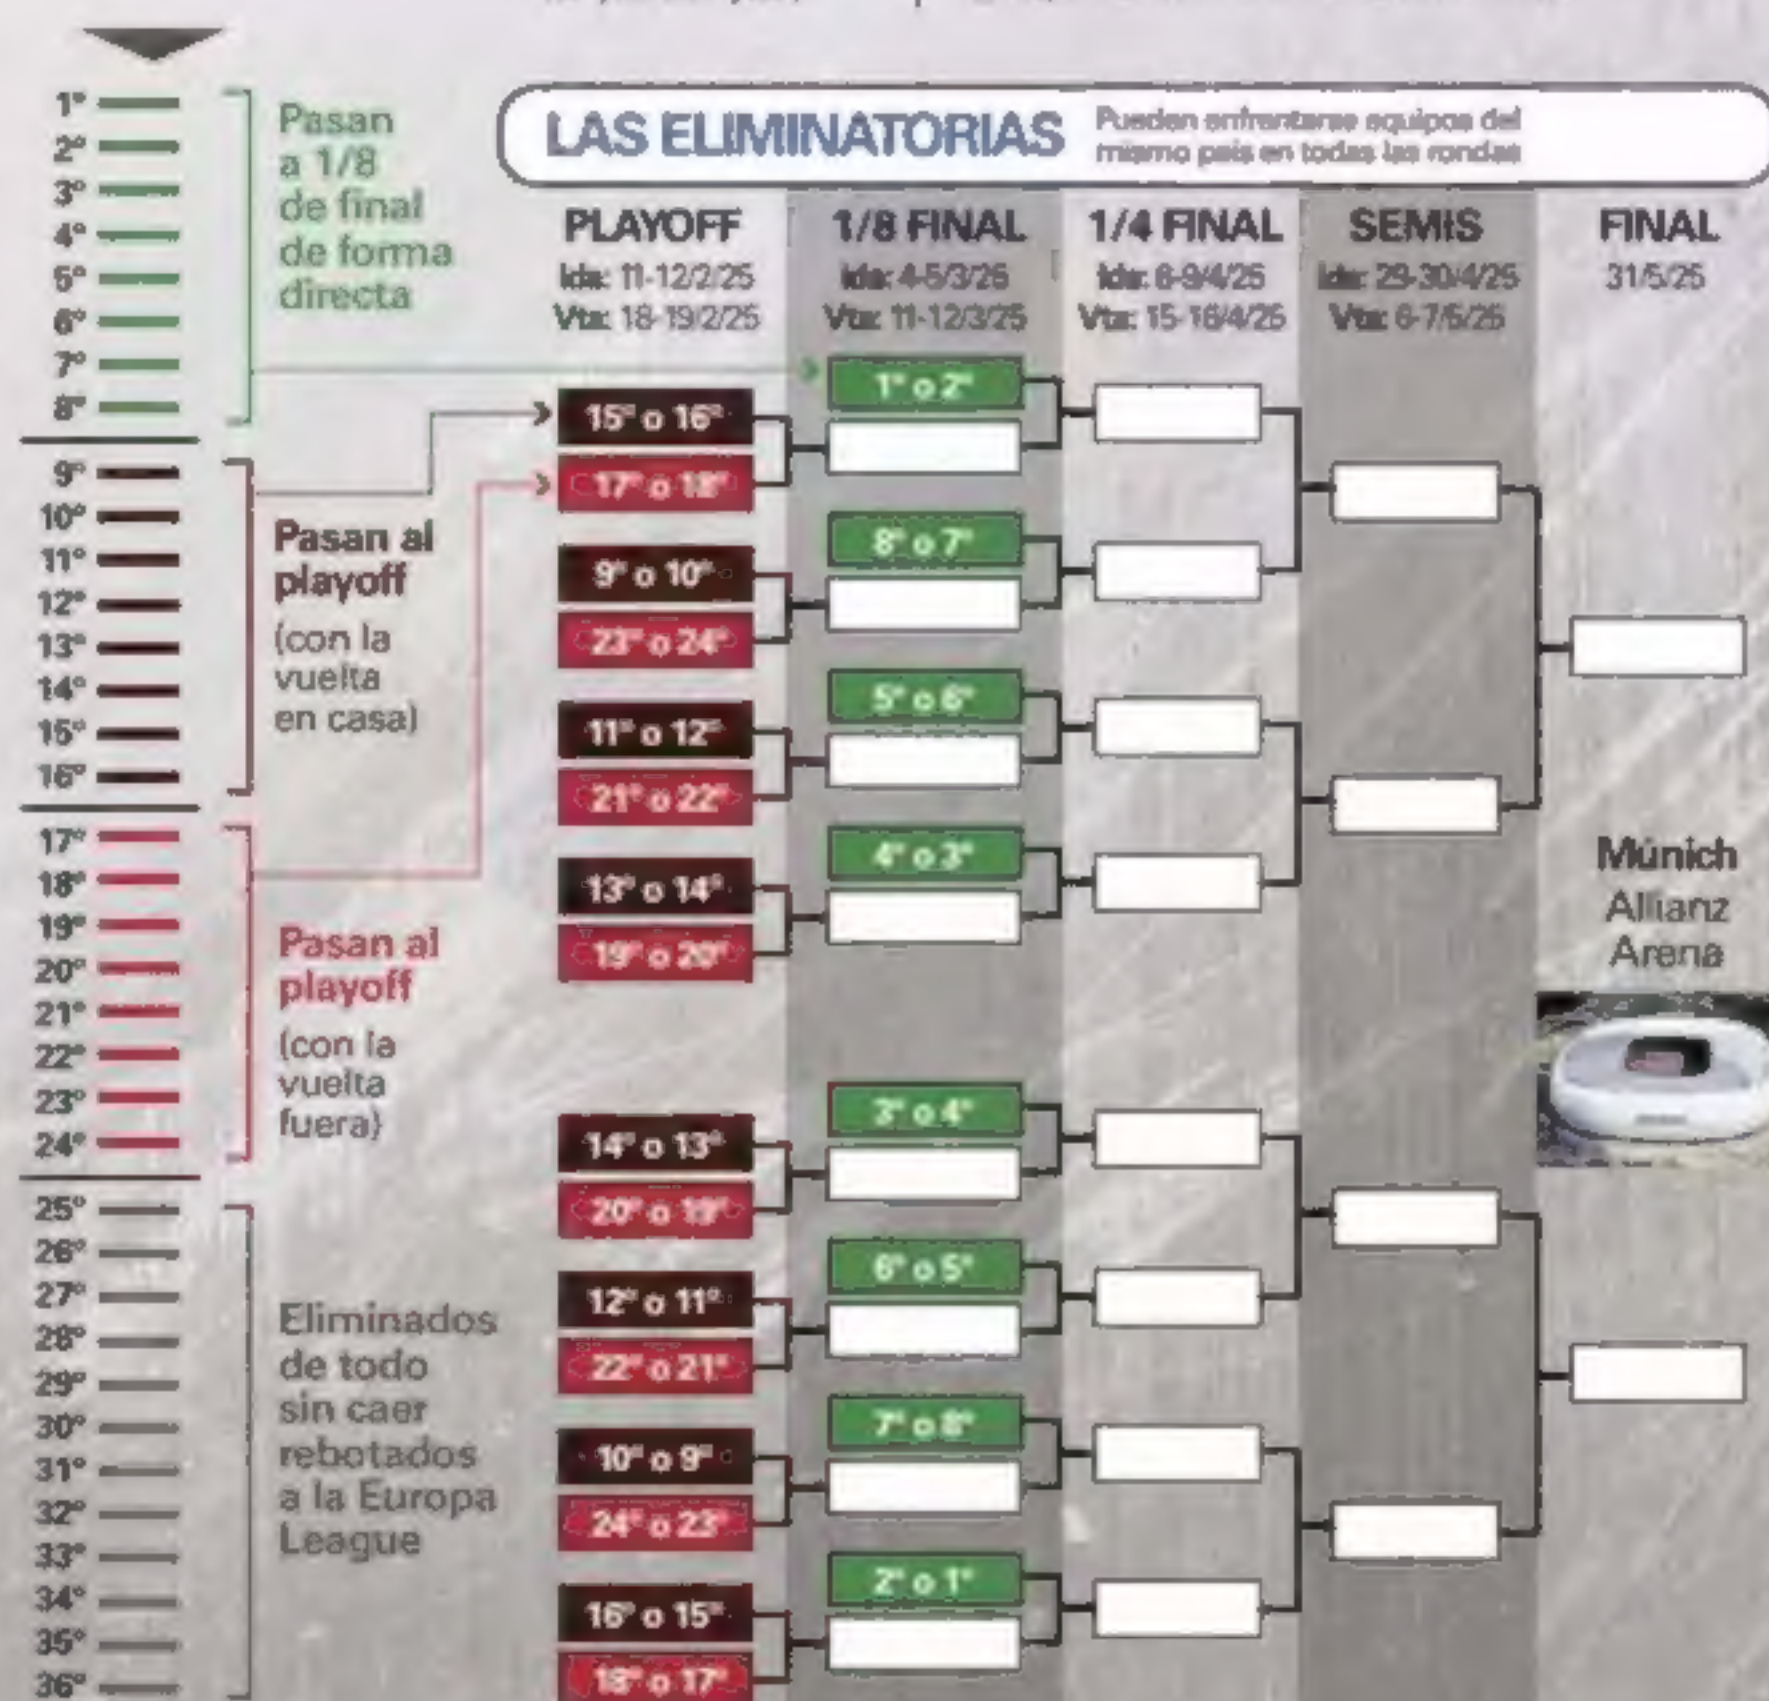 1º
2º
3º
4º
5º
6º
7º
8º
Pasan
a 1/8
de final
de forma
directa
9º
10º
11º
12º
13º
14º
15º
16º
Pasan al
playoff
(con la
vuelta
en casa)
17º
18º
19º
20º
21º
22º
23º
24º
Pasan al
playoff
(con la
vuelta
fuera)
25º
26º
27º
28º
29º
30º
31º
32º
33º
34º
35º
36º
Eliminados
de todo
sin caer
rebotados
a la Europa
League
LAS ELIMINATORIAS
Pueden enfrentarse equipos del
mismo país en todas las rondas
PLAYOFF
Ida: 11-12/2/25
Vta: 18-19/2/25
15º o 16º
17º o 18º
9º o 10º
23º o 24º
11º o 12º
21º o 22º
13º o 14º
19º o 20º
14º o 13º
20º o 19º
12º o 11º
22º o 21º
10º o 9º
24º o 23º
16º o 15º
18º o 17º
1/8 FINAL
Ida: 4-5/3/25
Vta: 11-12/3/25
1º o 2º
8º o 7º
5º o 6º
4º o 3º
3º o 4º
6º o 5º
7º o 8º
2º o 1º
1/4 FINAL
Ida: 8-9/4/25
Vta: 15-16/4/25
SEMIS
Ida: 29-30/4/25
Vta: 6-7/5/25
FINAL
31/5/25
Múnich
Allianz
Arena